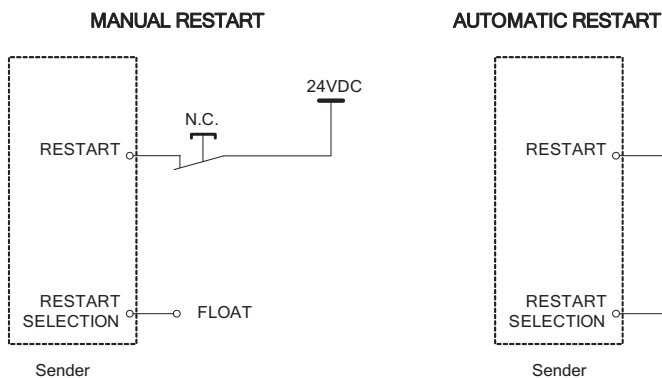 MANUAL RESTART
24VDC
N.C.
RESTART
RESTART
SELECTION
FLOAT
Sender
AUTOMATIC RESTART
RESTART
RESTART
SELECTION
Sender